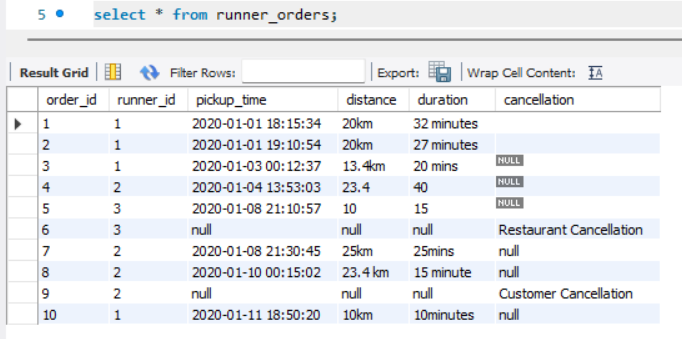 5 select * from runner_orders;
Result Grid Filter Rows: Export: Wrap Cell Content: IA
order_id runner_id pickup_time distance duration cancellation
1 1 2020-01-01 18:15:34 20km 32 minutes
2 1 2020-01-01 19:10:54 20km 27 minutes
3 1 2020-01-03 00:12:37 13.4km 20 mins NULL
4 2 2020-01-04 13:53:03 23.4 40 NULL
5 3 2020-01-08 21:10:57 10 15 NULL
6 3 null null null Restaurant Cancellation
7 2 2020-01-08 21:30:45 25km 25mins null
8 2 2020-01-10 00:15:02 23.4 km 15 minute null
9 2 null null null Customer Cancellation
10 1 2020-01-11 18:50:20 10km 10minutes null